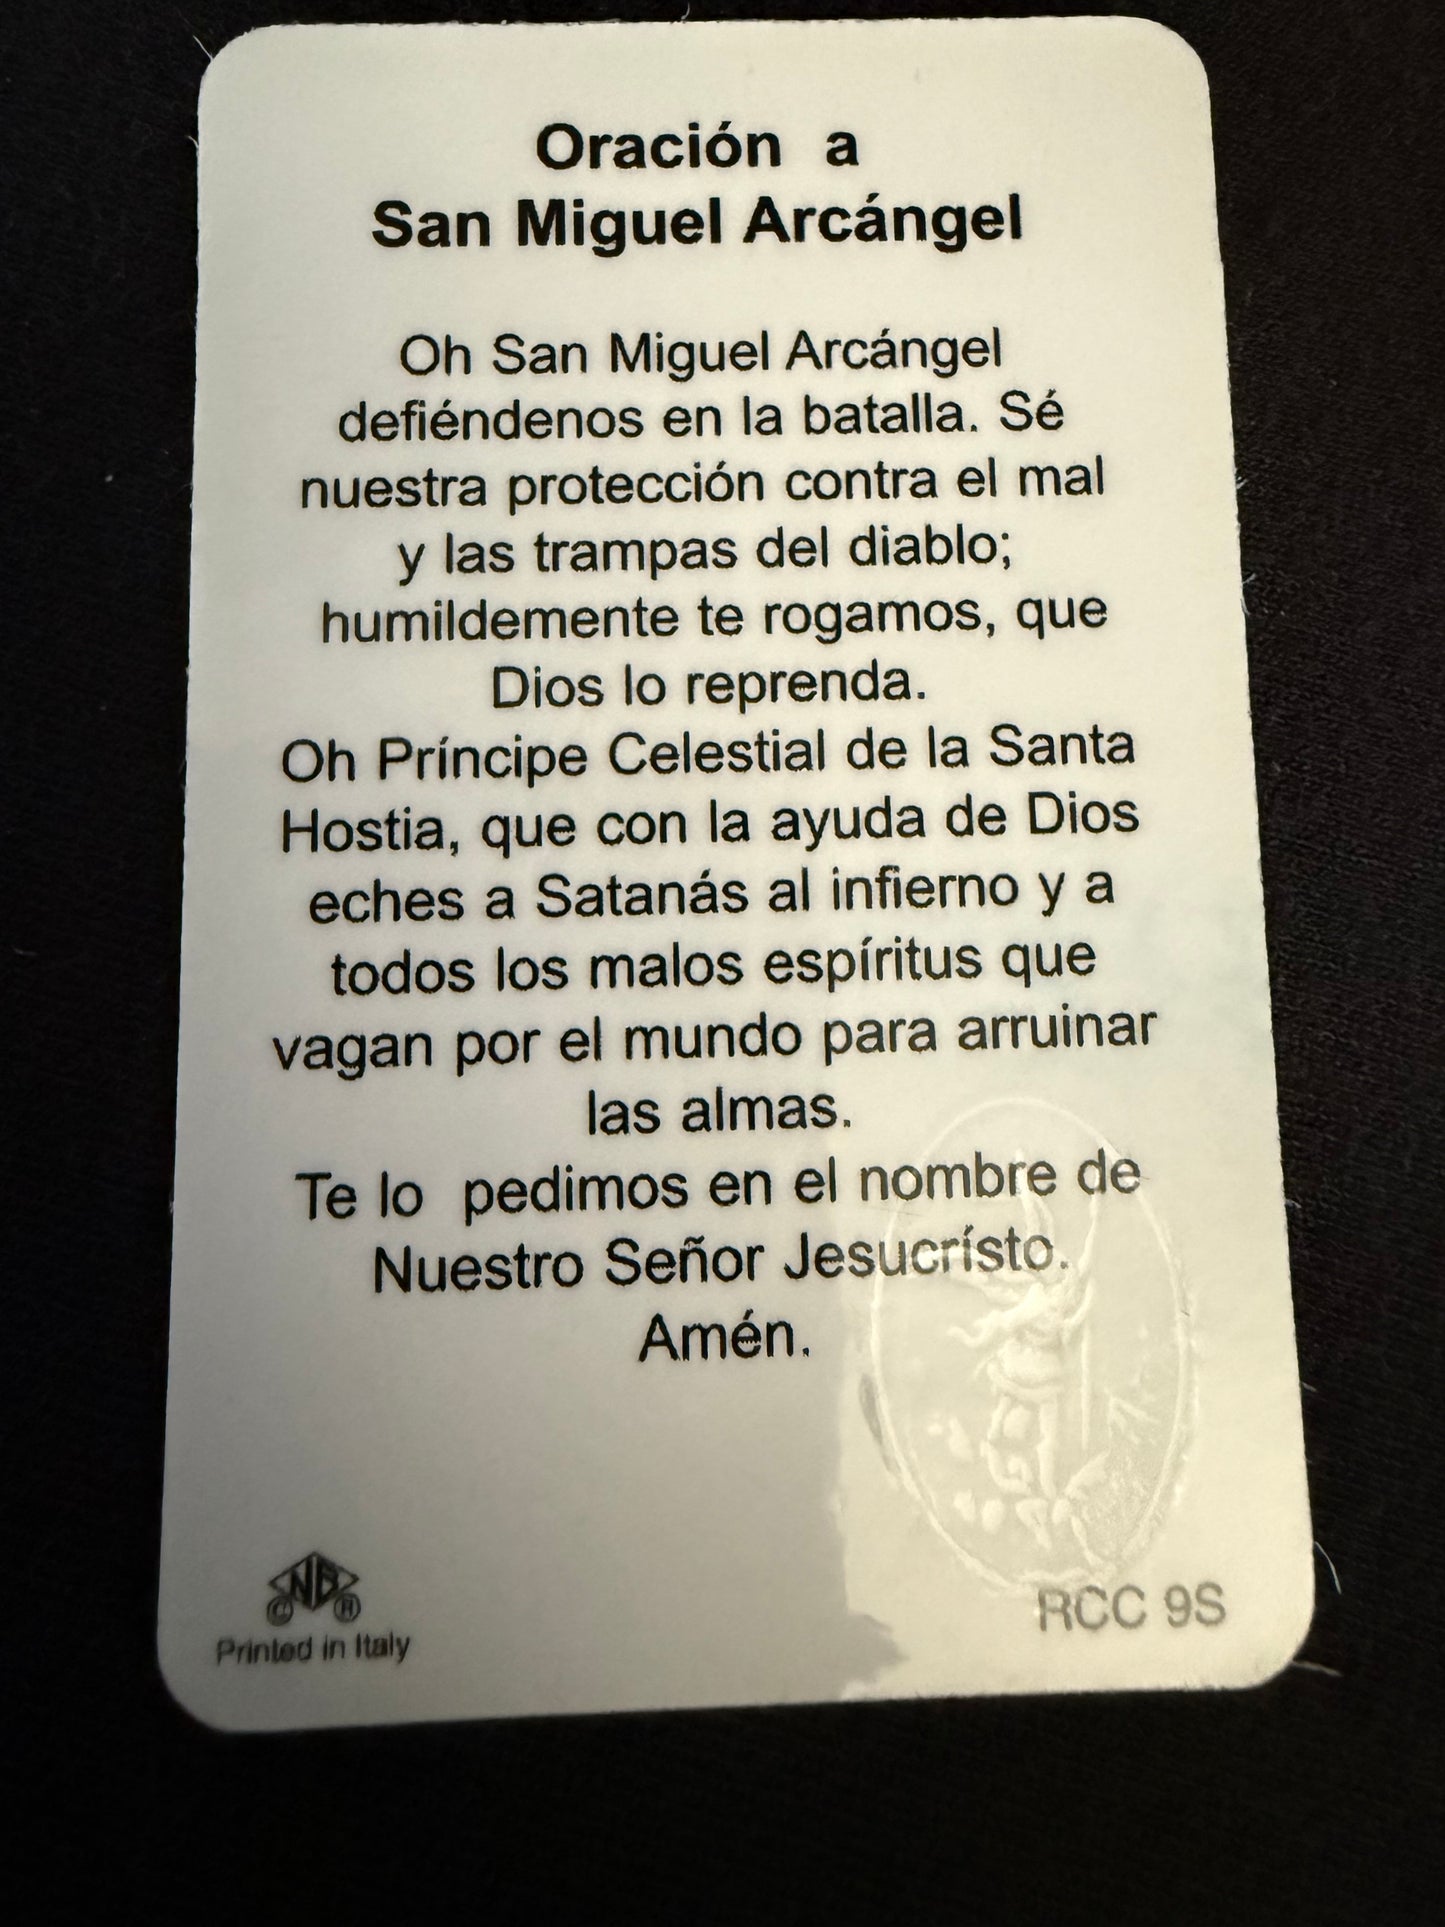 Oración a
San Miguel Arcángel
Oh San Miguel Arcángel
defiéndenos en la batalla. Sé
nuestra protección contra el mal
y las trampas del diablo;
humildemente te rogamos, que
Dios lo reprenda.
Oh Príncipe Celestial de la Santa
Hostia, que con la ayuda de Dios
eches a Satanás al infierno y a
todos los malos espíritus que
vagan por el mundo para arruinar
las almas.
Te lo pedimos en el nombre de
Nuestro Señor Jesucrísto.
Amén.
NB
Printed in Italy
RCC 9S